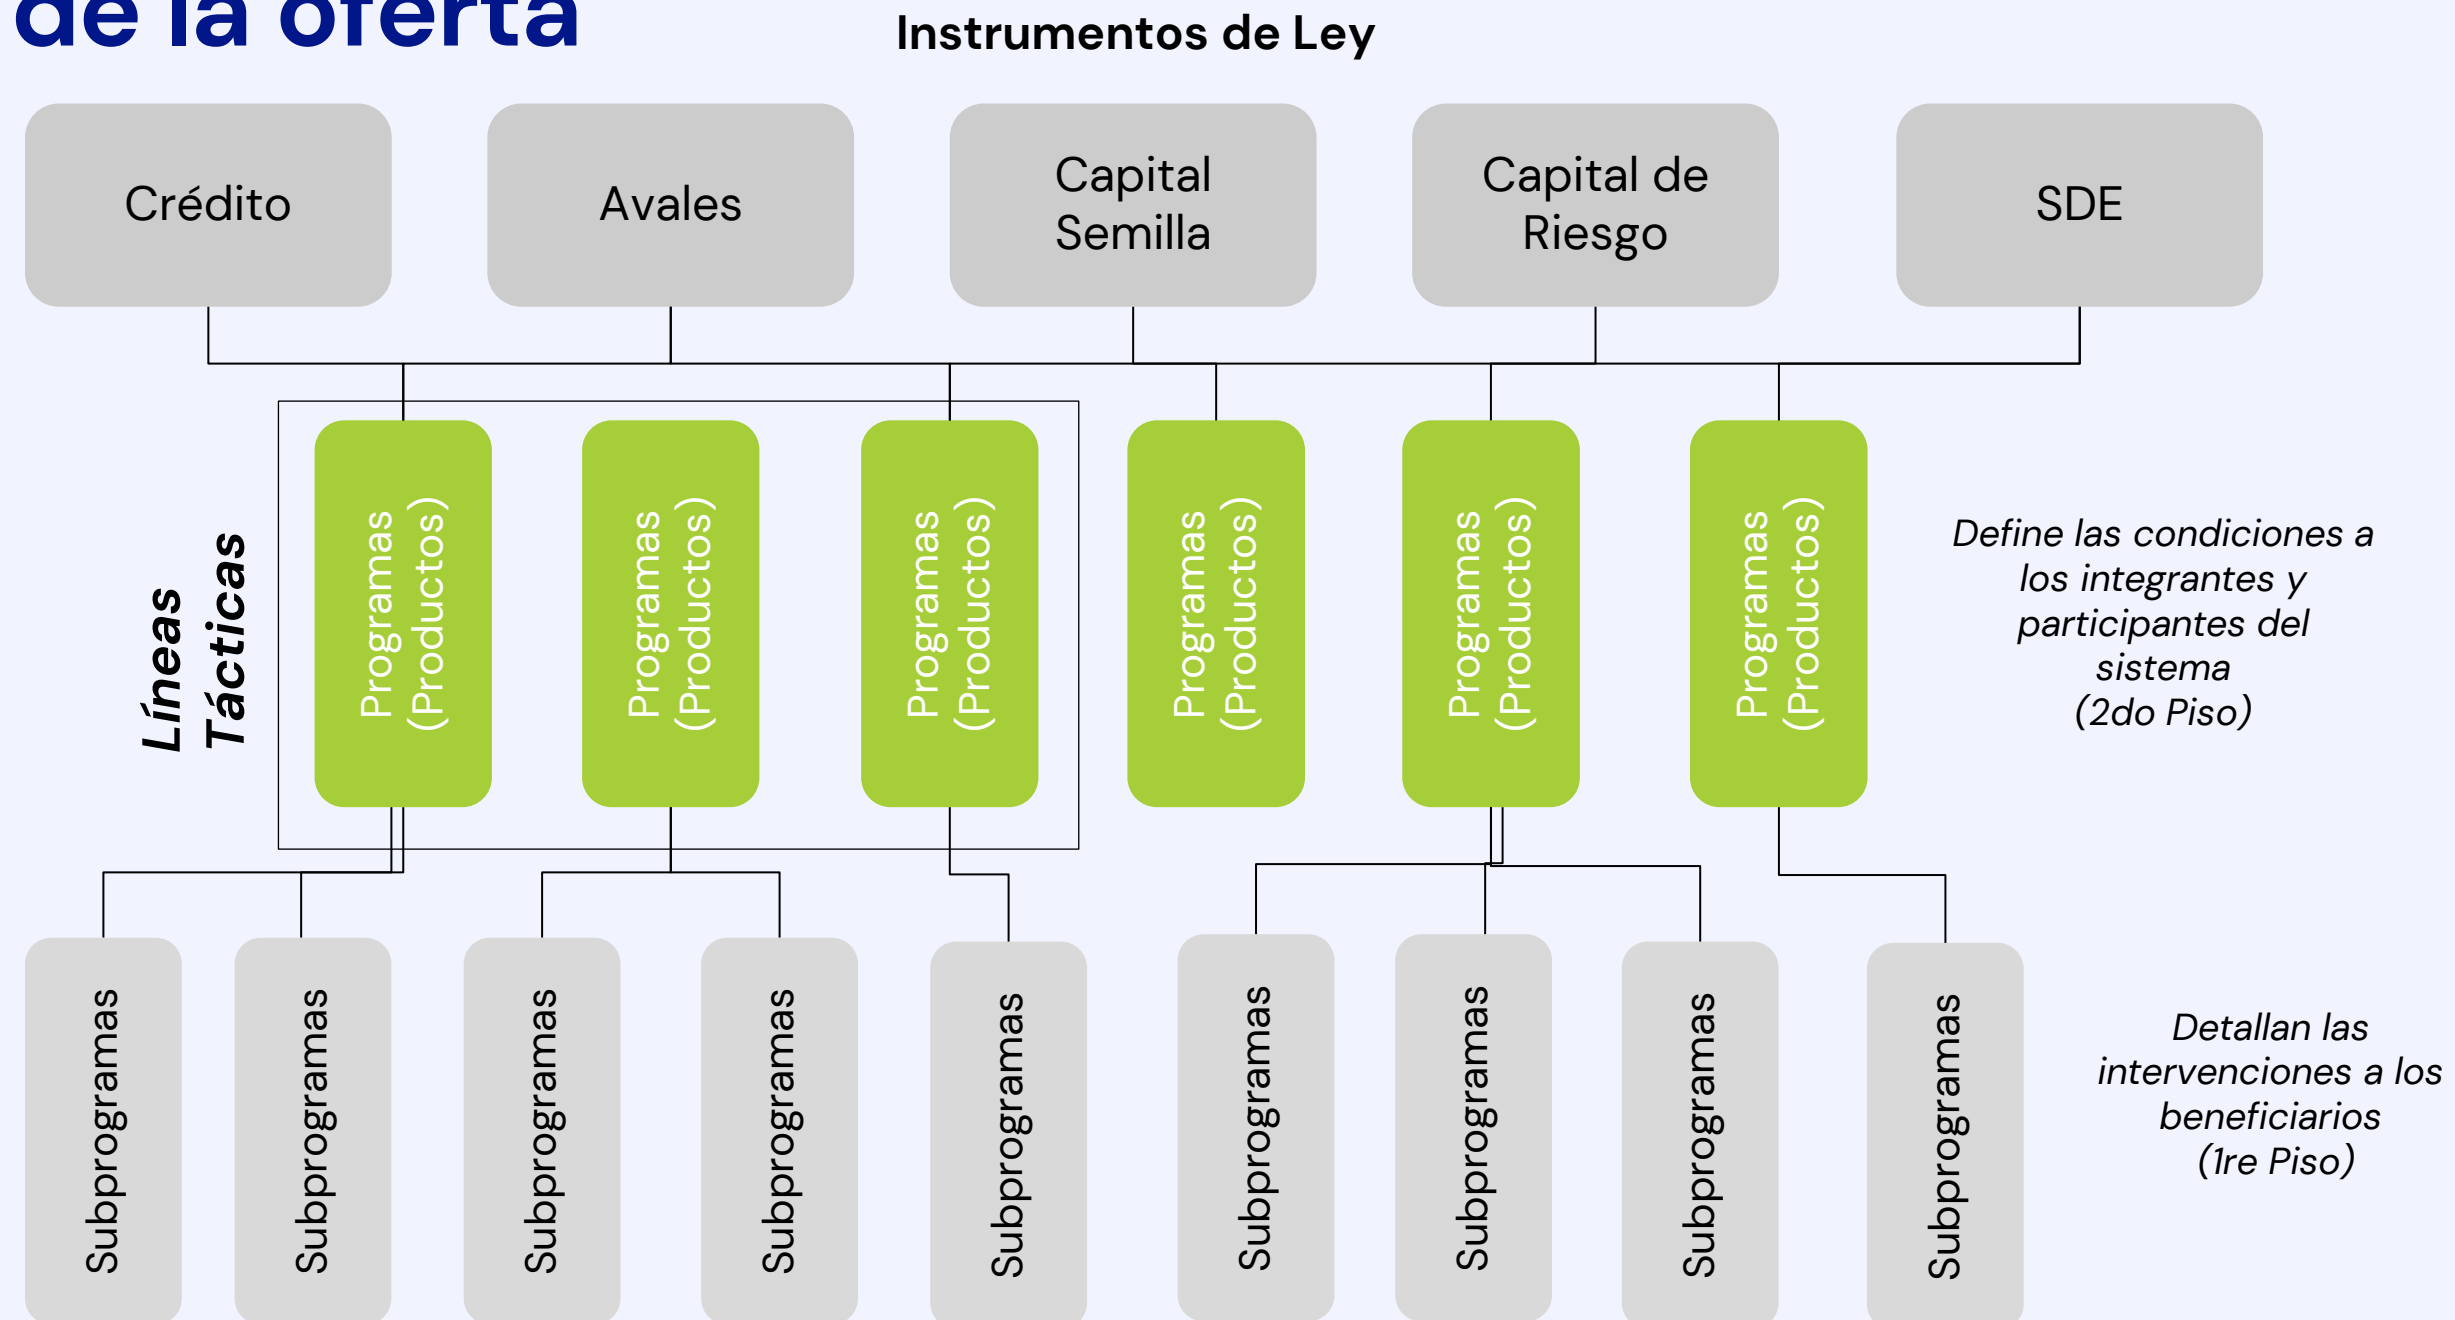 de la oferta
Instrumentos de Ley
Crédito
Avales
Capital
Semilla
Capital de
Riesgo
SDE
Líneas
Tácticas
Programas
(Productos)
Programas
(Productos)
Programas
(Productos)
Programas
(Productos)
Programas
(Productos)
Programas
(Productos)
Define las condiciones a
los integrantes y
participantes del
sistema
(2do Piso)
Subprogramas
Subprogramas
Subprogramas
Subprogramas
Subprogramas
Subprogramas
Subprogramas
Subprogramas
Subprogramas
Detallan las
intervenciones a los
beneficiarios
(1re Piso)